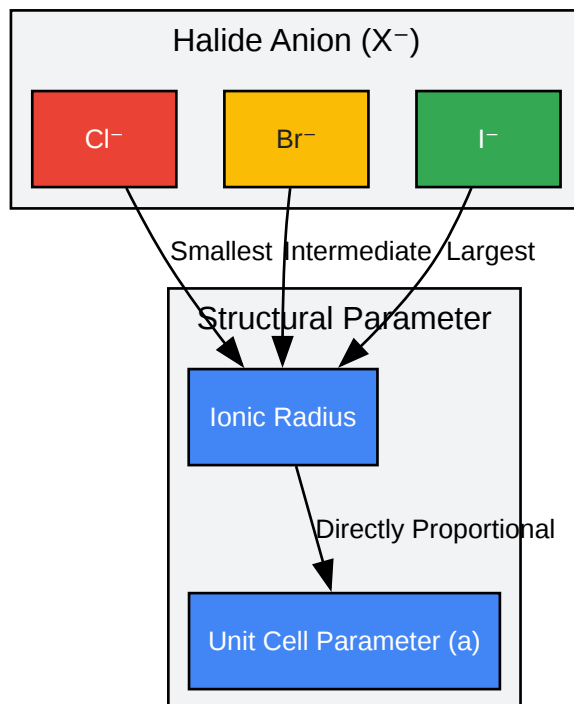 Halide Anion (X⁻)
Cl⁻
Br⁻
I⁻
Smallest
Intermediate
Largest
Structural Parameter
Ionic Radius
Directly Proportional
Unit Cell Parameter (a)